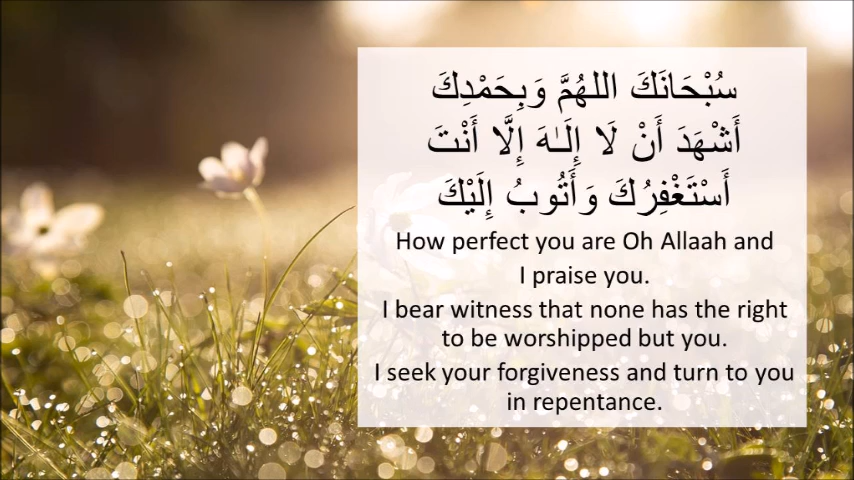 سُبْحَانَكَ اللهُمَّ وَبِحَمْدِكَ
أَشْهَدَ أَنْ لَا إِلَـٰهَ إِلَّا أَنْتَ
أَسْتَغْفِرُكَ وَأَتُوبُ إِلَيْكَ
How perfect you are Oh Allaah and
I praise you.
I bear witness that none has the right
to be worshipped but you.
I seek your forgiveness and turn to you
in repentance.